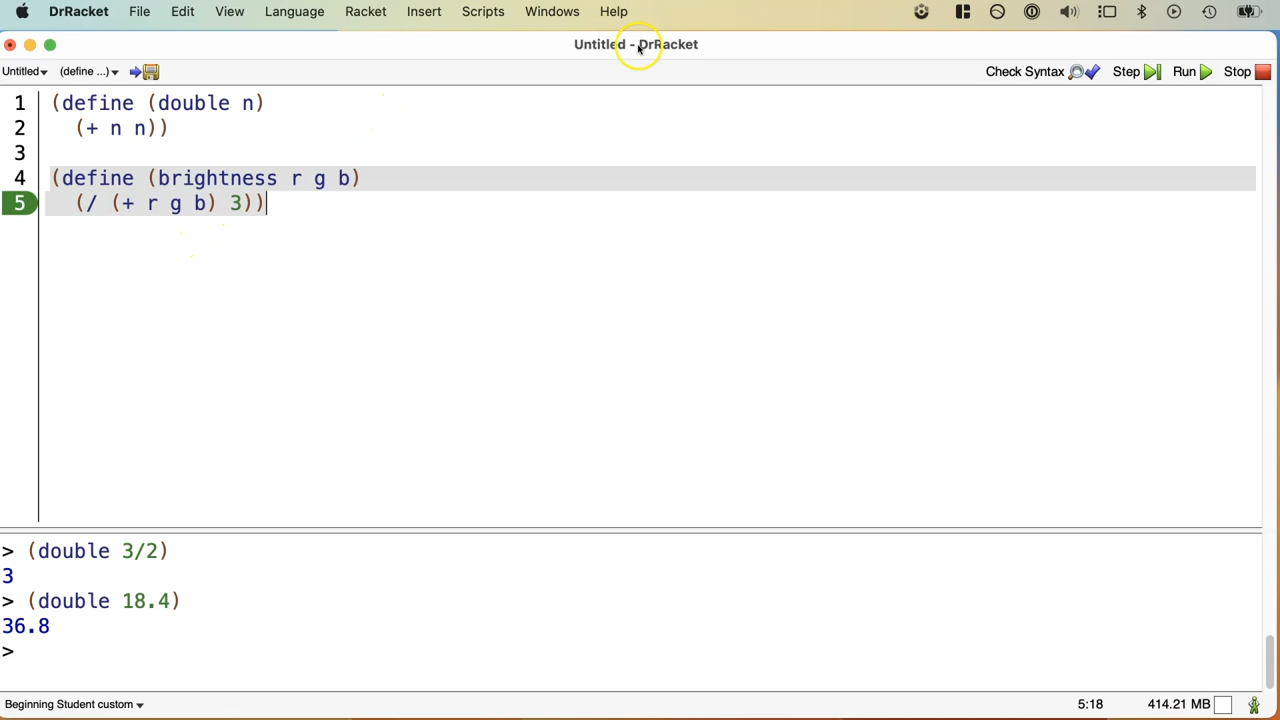 DrRacket File Edit View Language Racket Insert Scripts Windows Help
Untitled - DrRacket
Untitled (define ...) Check Syntax Step Run Stop
1 (define (double n)
2 (+ n n))
3
4 (define (brightness r g b)
5 (/ (+ r g b) 3))
> (double 3/2)
3
> (double 18.4)
36.8
>
Beginning Student custom 5:18 414.21 MB